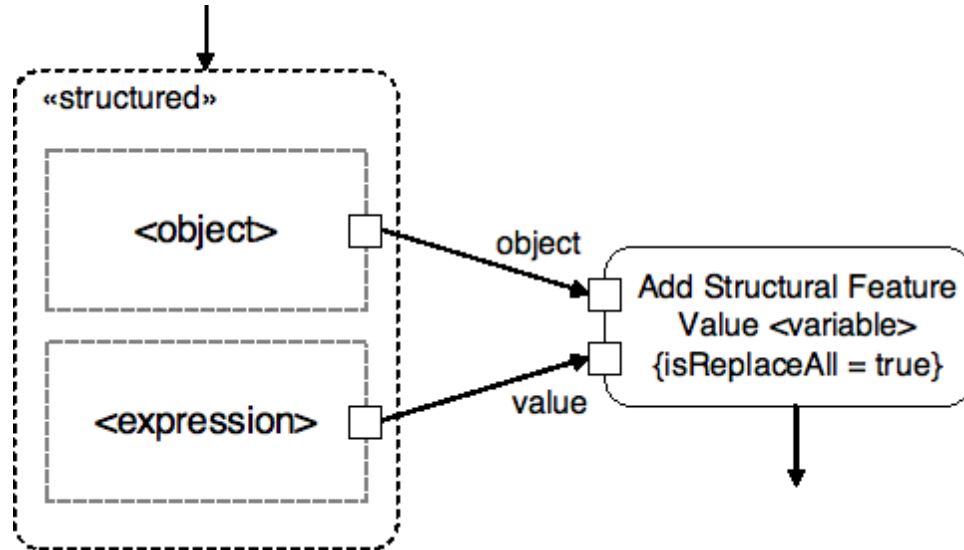 «structured»
<object>
object
Add Structural Feature
Value <variable>
{isReplaceAll = true}
<expression>
value